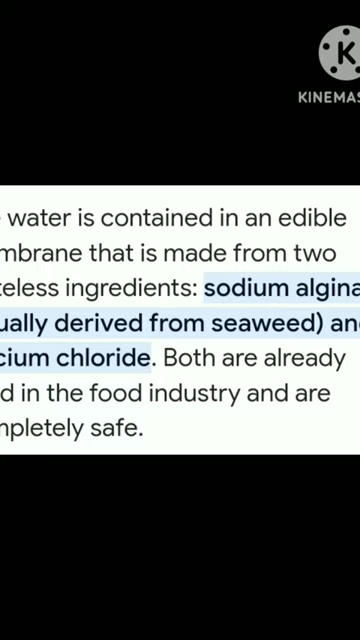 K
KINEMAS
water is contained in an edible
mbrane that is made from two
teless ingredients: sodium algina
ually derived from seaweed) an
cium chloride. Both are already
d in the food industry and are
mpletely safe.